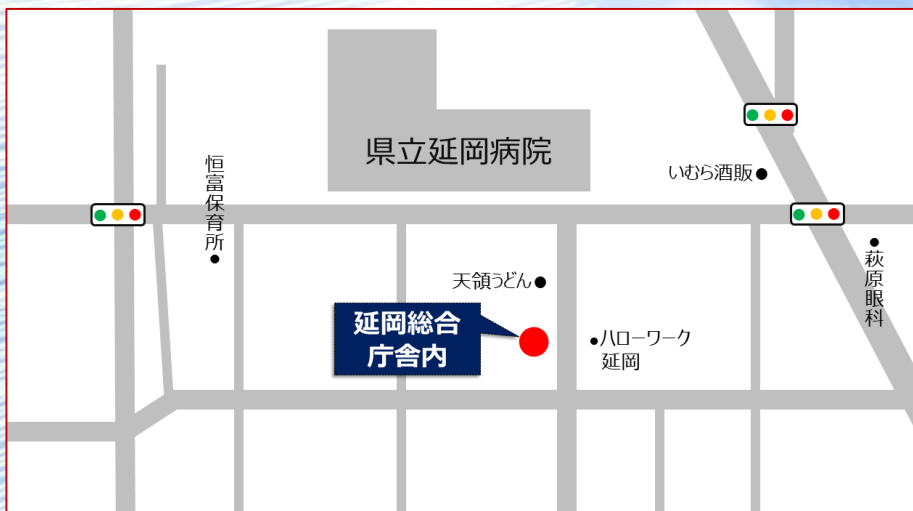 県立延岡病院
いむら酒販
恒富保育所
萩原眼科
天領うどん
延岡総合
庁舎内
ハローワーク
延岡